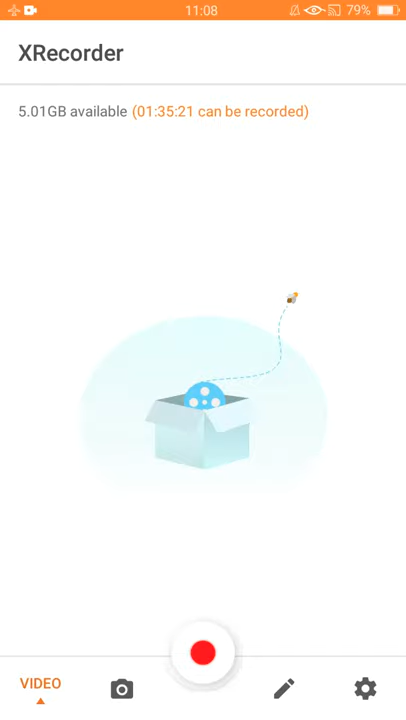 11:08
79%
XRecorder
5.01GB available (01:35:21 can be recorded)
VIDEO